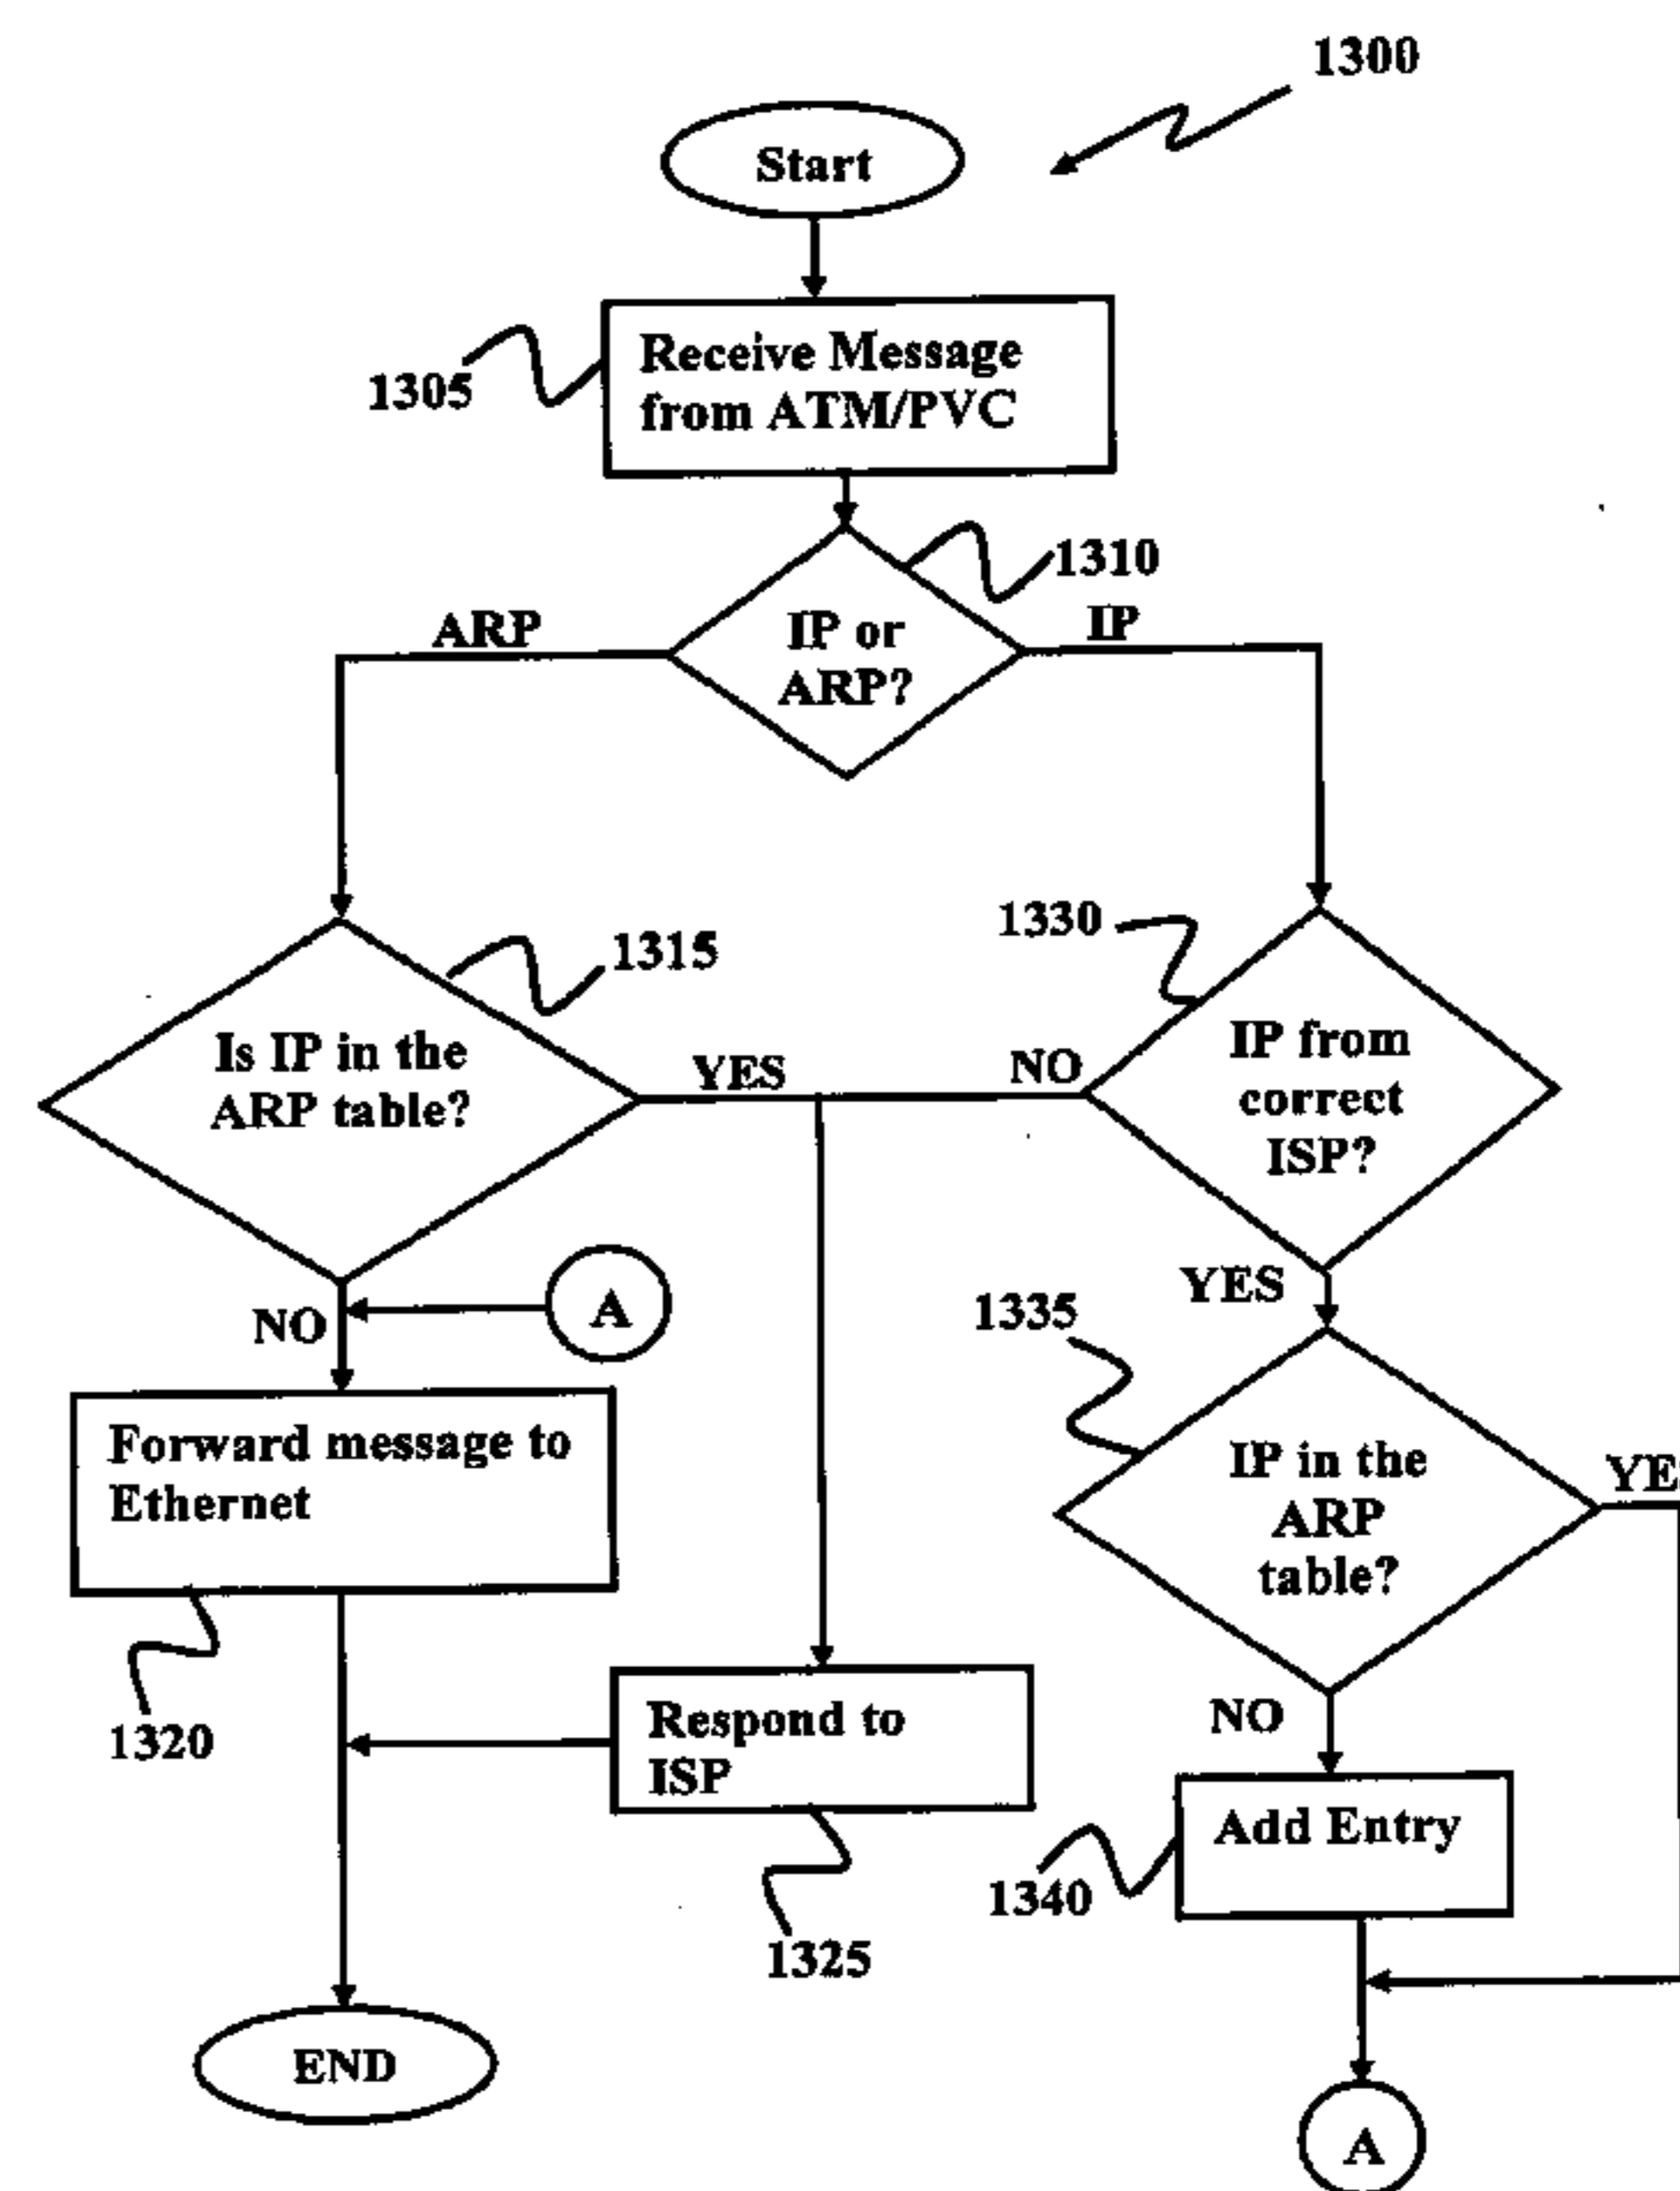 1300
Start
Receive Message
from ATM/PVC
1305
1310
ARP
IP or
ARP?
IP
1315
1330
Is IP in the
ARP table?
YES
NO
IP from
correct
ISP?
A
NO
YES
1335
Forward message to
Ethernet
IP in the
ARP
table?
YE
1320
Respond to
ISP
NO
Add Entry
1340
1325
END
A